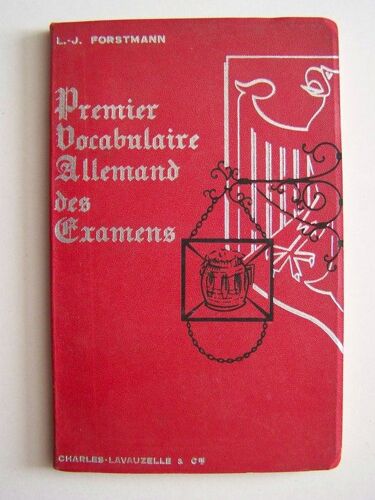 L.-J. FORSTMANN
Premier
Vocabulaire
Allemand
des
Examens
CHARLES-LAVAUZELLE & Cie